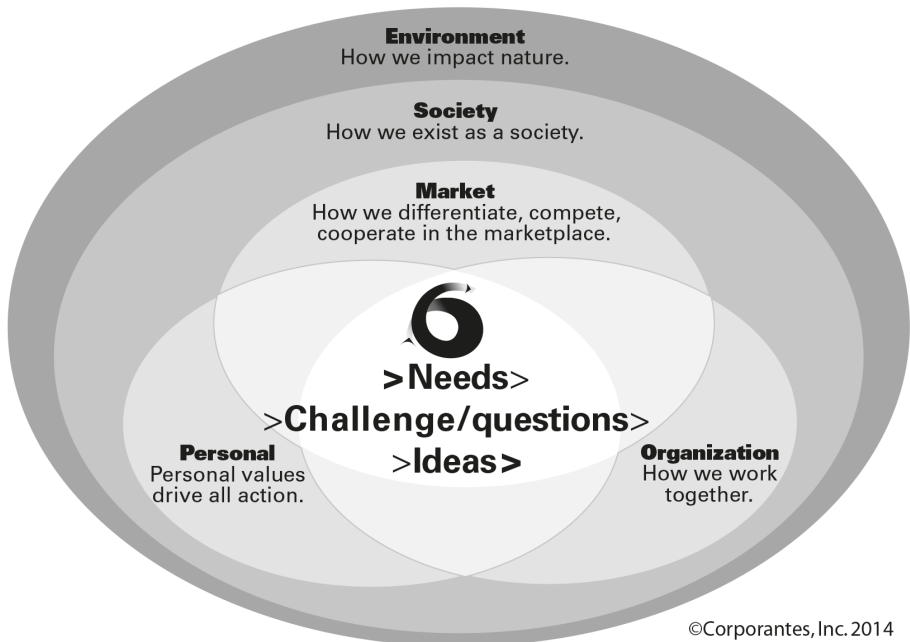 Environment
How we impact nature.
Society
How we exist as a society.
Market
How we differentiate, compete,
cooperate in the marketplace.
6
>Needs>
>Challenge/questions>
>Ideas>
Personal
Personal values
drive all action.
Organization
How we work
together.
©Corporantes, Inc. 2014